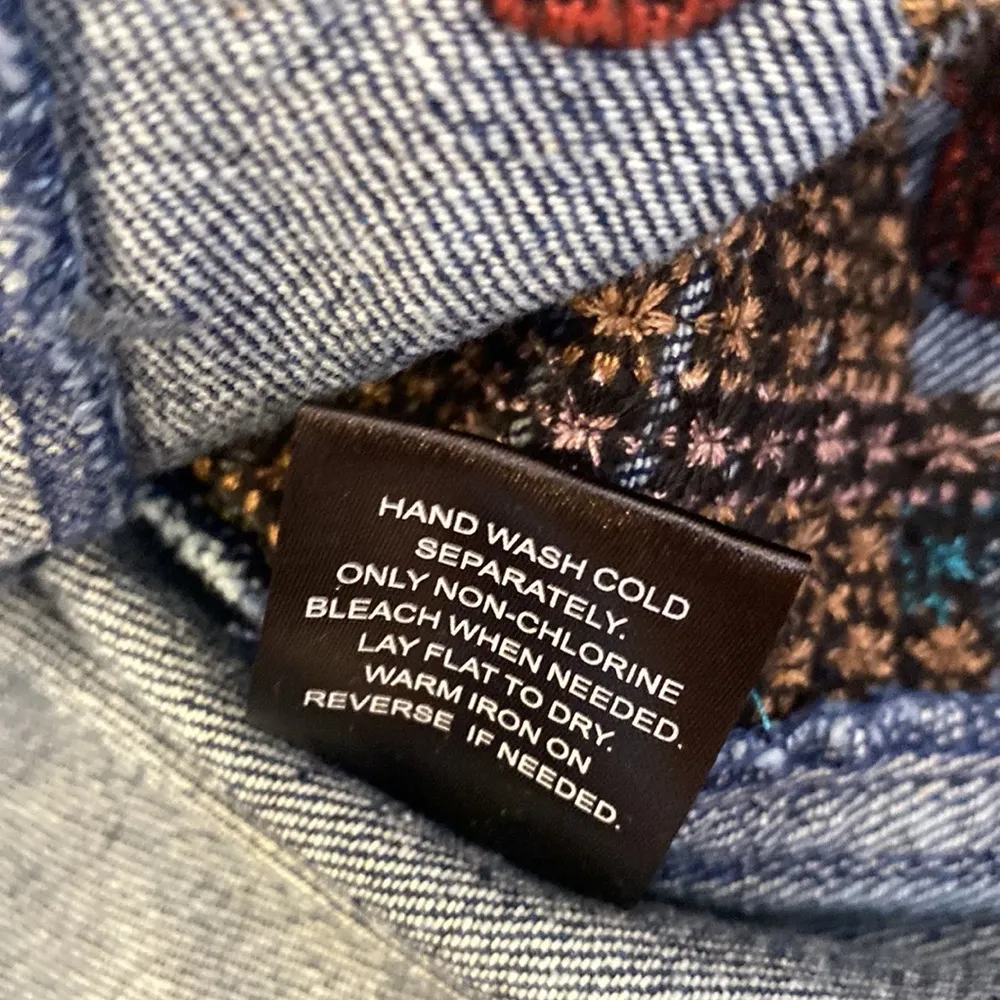 HAND WASH COLD
SEPARATELY.
ONLY NON-CHLORINE
BLEACH WHEN NEEDED.
LAY FLAT TO DRY.
WARM IRON ON
REVERSE IF NEEDED.